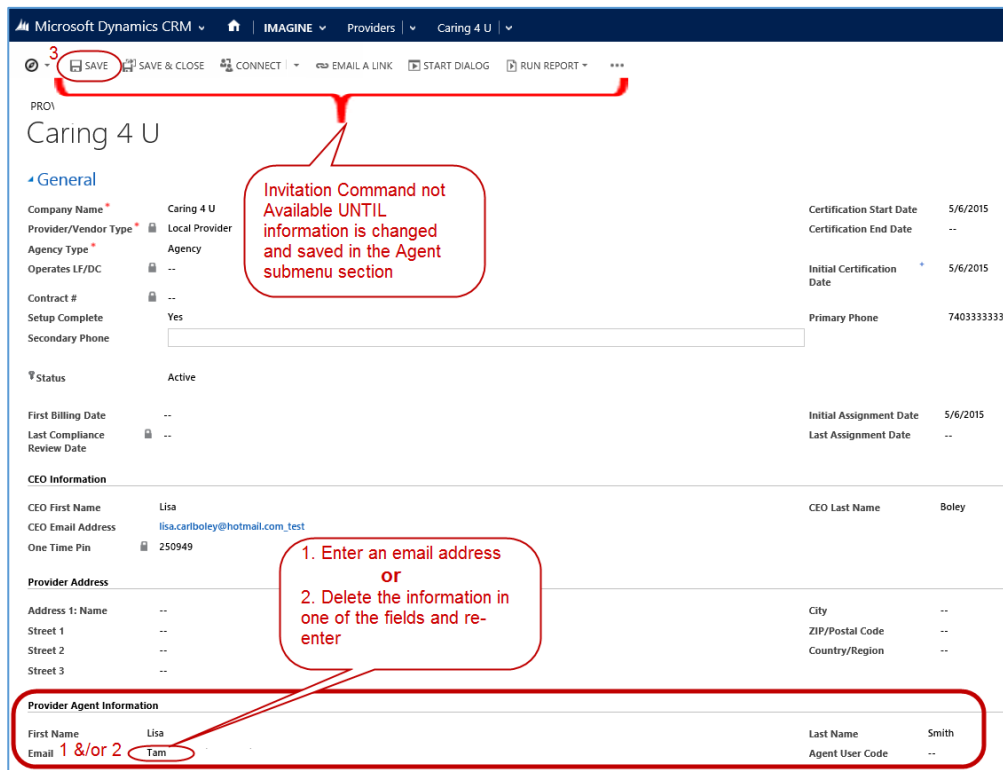 Microsoft Dynamics CRM IMAGINE Providers Caring 4 U
3
SAVE SAVE & CLOSE CONNECT EMAIL A LINK START DIALOG RUN REPORT ...
PROV
Caring 4 U
General
Invitation Command not
Available UNTIL
information is changed
and saved in the Agent
submenu section
Company Name* Caring 4 U Certification Start Date 5/6/2015
Provider/Vendor Type* Local Provider Certification End Date --
Agency Type* Agency
Operates LF/DC -- Initial Certification Date + 5/6/2015
Contract # --
Setup Complete Yes Primary Phone 7403333333
Secondary Phone
Status Active
First Billing Date -- Initial Assignment Date 5/6/2015
Last Compliance Review Date -- Last Assignment Date --
CEO Information
CEO First Name Lisa CEO Last Name Boley
CEO Email Address lisa.carlboley@hotmail.com_test
One Time Pin 250949
1. Enter an email address
or
2. Delete the information in
one of the fields and re-
enter
Provider Address
Address 1: Name -- City --
Street 1 -- ZIP/Postal Code --
Street 2 -- Country/Region --
Street 3 --
Provider Agent Information
First Name Lisa Last Name Smith
Email 1 &/or 2 Tam Agent User Code --